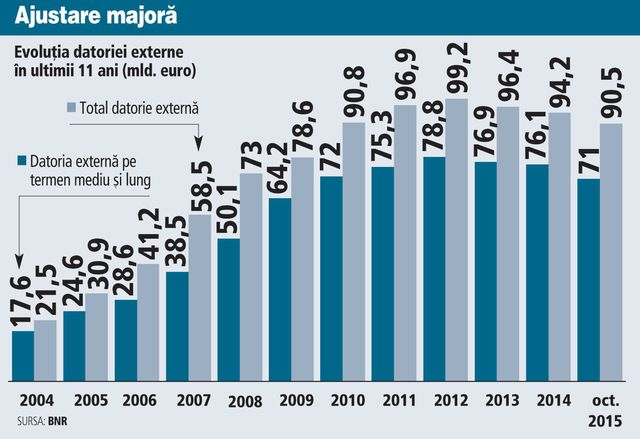 Ajustare majoră
Evoluția datoriei externe
în ultimii 11 ani (mld. euro)
Total datorie externă
Datoria externă pe
termen mediu și lung
17,6 21,5 24,6 30,9 28,6 41,2 38,5 58,5 50,1 73 64,2 78,6 72 90,8 75,3 96,9 78,8 99,2 76,9 96,4 76,1 94,2 71 90,5
2004 2005 2006 2007 2008 2009 2010 2011 2012 2013 2014 oct.
2015
SURSA: BNR